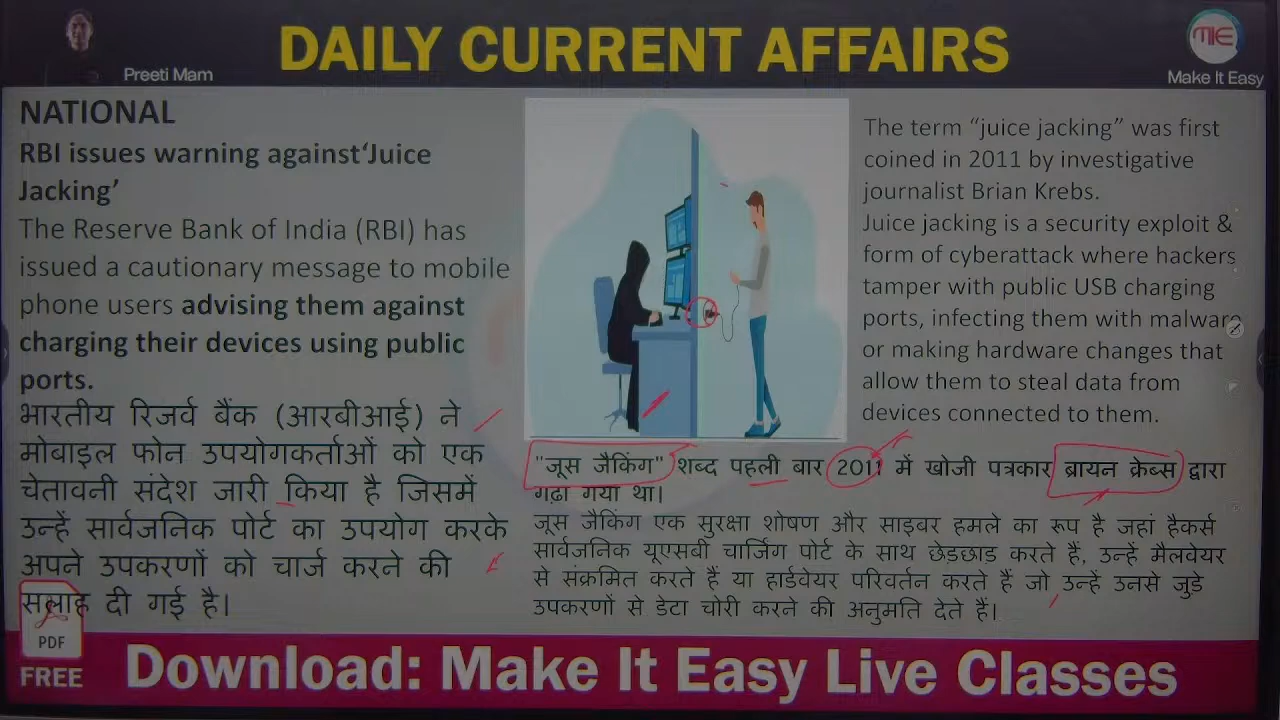 DAILY CURRENT AFFAIRS
Preeti Mam
MIE
Make It Easy
NATIONAL
RBI issues warning against‘Juice
Jacking’
The Reserve Bank of India (RBI) has
issued a cautionary message to mobile
phone users advising them against
charging their devices using public
ports.
भारतीय रिजर्व बैंक (आरबीआई) ने
मोबाइल फोन उपयोगकर्ताओं को एक
चेतावनी संदेश जारी किया है जिसमें
उन्हें सार्वजनिक पोर्ट का उपयोग करके
अपने उपकरणों को चार्ज करने की
सलाह दी गई है।
The term “juice jacking” was first
coined in 2011 by investigative
journalist Brian Krebs.
Juice jacking is a security exploit &
form of cyberattack where hackers
tamper with public USB charging
ports, infecting them with malware
or making hardware changes that
allow them to steal data from
devices connected to them.
"जूस जैकिंग" शब्द पहली बार 2011 में खोजी पत्रकार ब्रायन क्रेब्स द्वारा
गढ़ा गया था।
जूस जैकिंग एक सुरक्षा शोषण और साइबर हमले का रूप है जहां हैकर्स
सार्वजनिक यूएसबी चार्जिंग पोर्ट के साथ छेड़छाड़ करते हैं, उन्हें मैलवेयर
से संक्रमित करते हैं या हार्डवेयर परिवर्तन करते हैं जो उन्हें उनसे जुड़े
उपकरणों से डेटा चोरी करने की अनुमति देते हैं।
PDF
FREE
Download: Make It Easy Live Classes